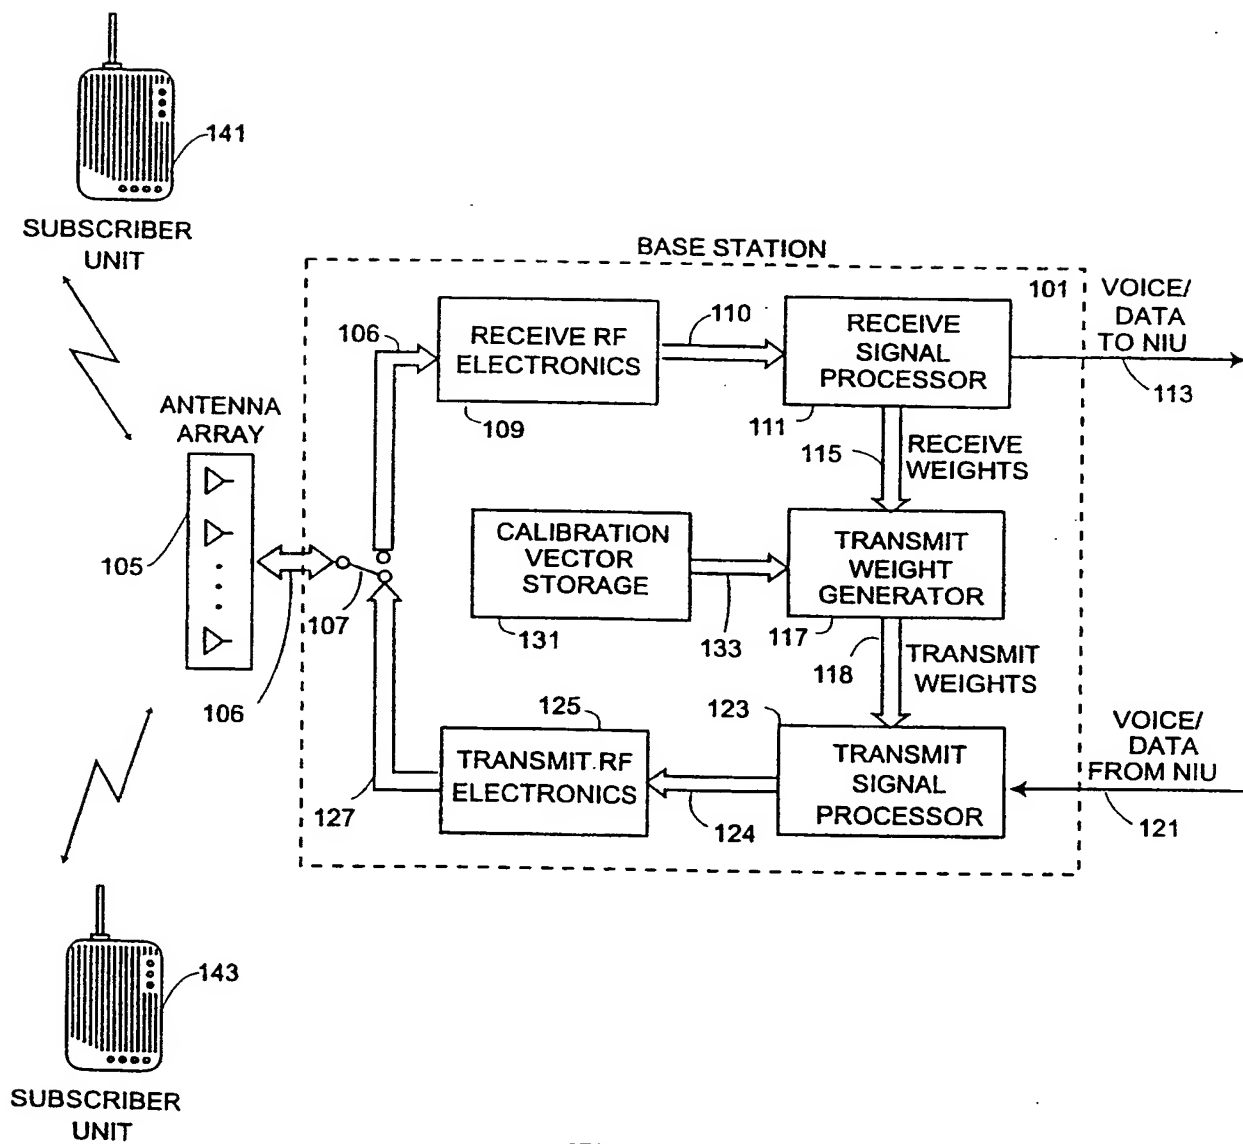 141
SUBSCRIBER
UNIT
BASE STATION
101
VOICE/
DATA
TO NIU
113
106
RECEIVE RF
ELECTRONICS
109
110
RECEIVE
SIGNAL
PROCESSOR
111
ANTENNA
ARRAY
105
115
RECEIVE
WEIGHTS
CALIBRATION
VECTOR
STORAGE
131
133
TRANSMIT
WEIGHT
GENERATOR
117
107
106
118
TRANSMIT
WEIGHTS
125
TRANSMIT RF
ELECTRONICS
127
124
123
TRANSMIT
SIGNAL
PROCESSOR
VOICE/
DATA
FROM NIU
121
143
SUBSCRIBER
UNIT